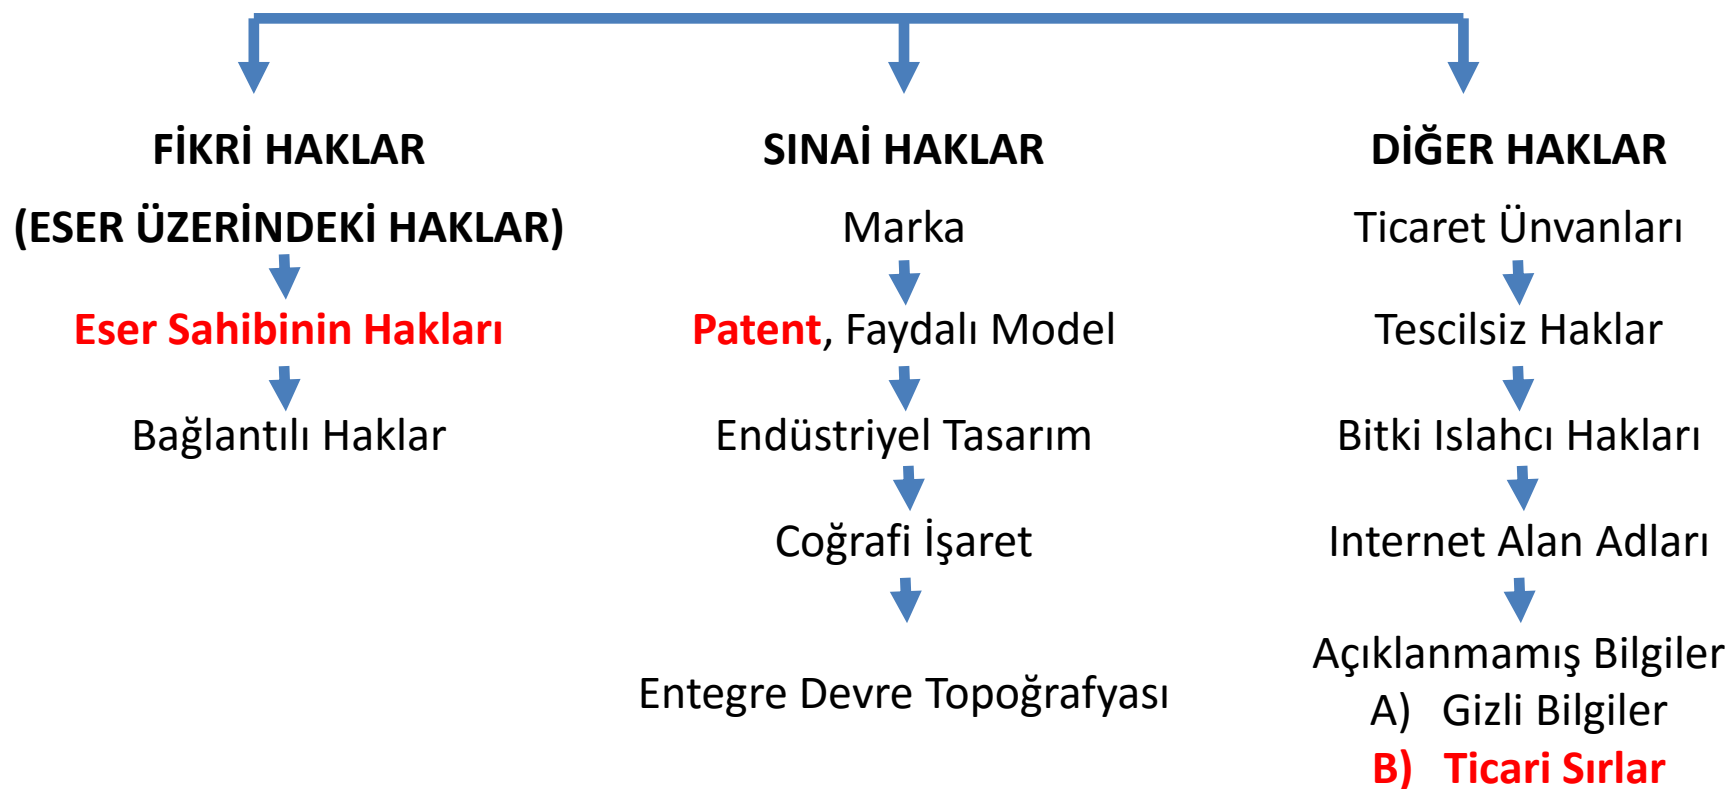 FİKRİ HAKLAR
(ESER ÜZERİNDEKİ HAKLAR)
Eser Sahibinin Hakları
Bağlantılı Haklar
SINAİ HAKLAR
Marka
Patent, Faydalı Model
Endüstriyel Tasarım
Coğrafi İşaret
Entegre Devre Topoğrafyası
DİĞER HAKLAR
Ticaret Ünvanları
Tescilsiz Haklar
Bitki Islahcı Hakları
Internet Alan Adları
Açıklanmamış Bilgiler
A) Gizli Bilgiler
B) Ticari Sırlar